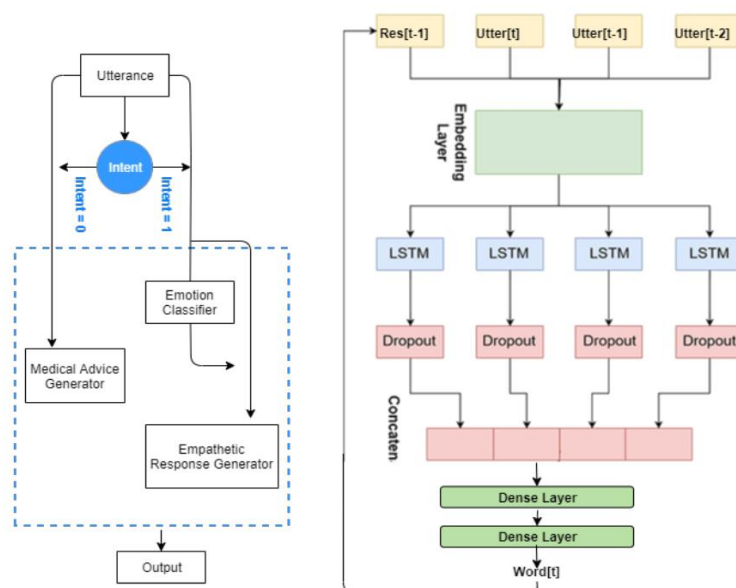 Utterance
Intent
Intent = 0
Intent = 1
Emotion
Classifier
Medical Advice
Generator
Empathetic
Response Generator
Output
Res[t-1]
Utter[t]
Utter[t-1]
Utter[t-2]
Embedding
Layer
LSTM
LSTM
LSTM
LSTM
Dropout
Dropout
Dropout
Dropout
Concaten
Dense Layer
Dense Layer
Word[t]